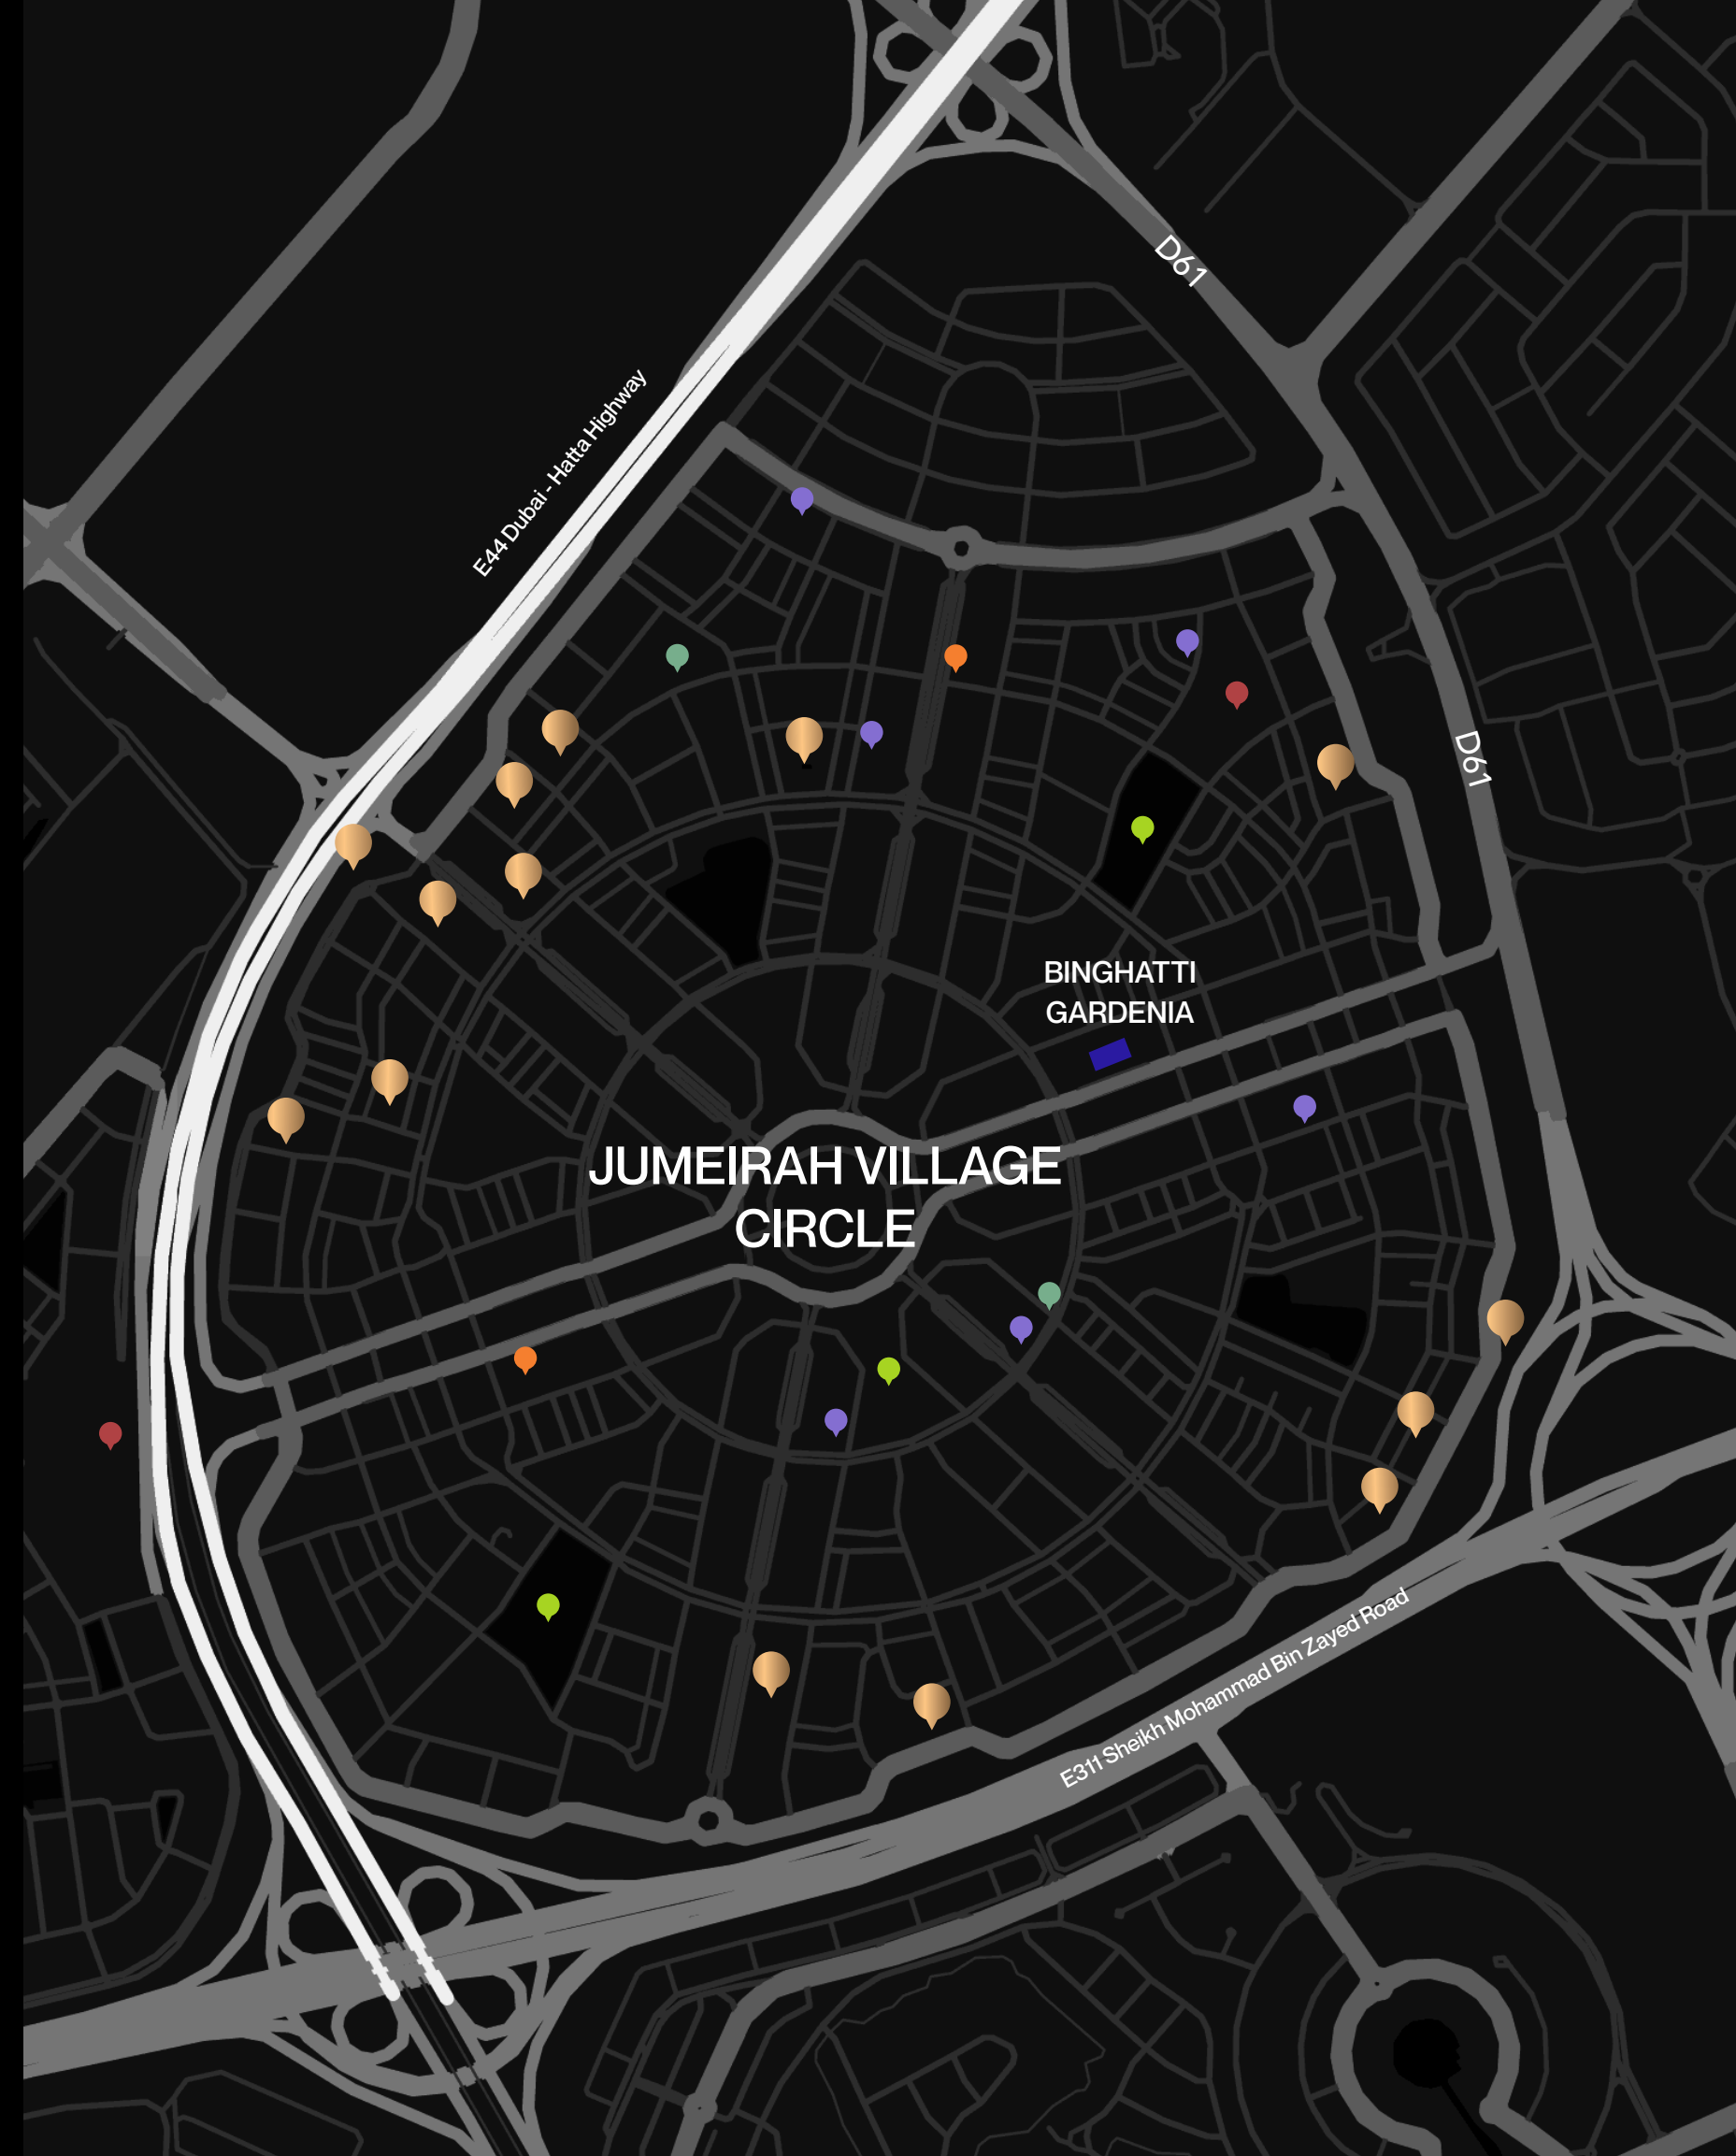 D61
E44 Dubai - Hatta Highway
D61
BINGHATTI
GARDENIA
JUMEIRAH VILLAGE
CIRCLE
E311 Sheikh Mohammad Bin Zayed Road